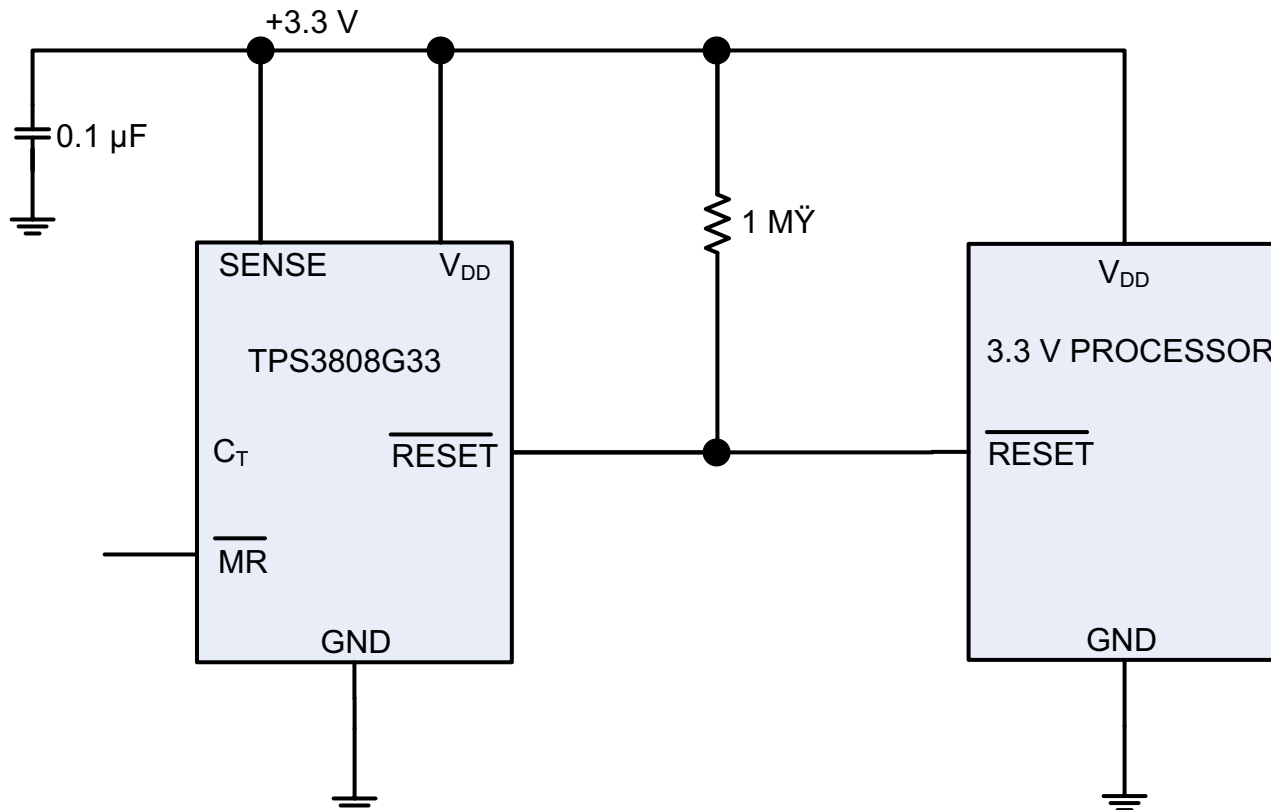 +3.3 V
0.1 µF
1 MŸ
SENSE
VDD
TPS3808G33
CT
RESET
MR
GND
VDD
3.3 V PROCESSOR
RESET
GND